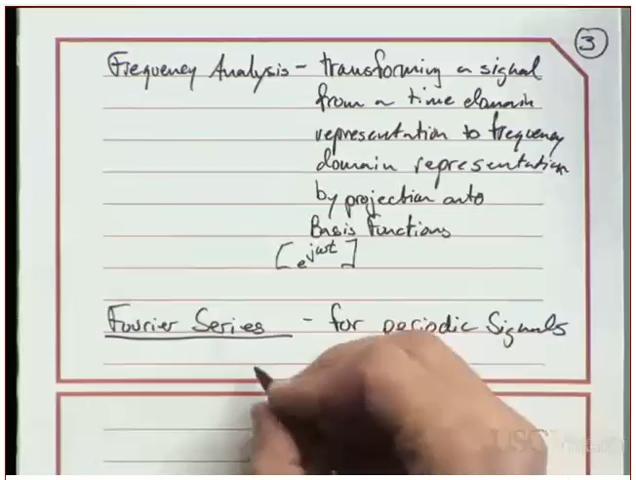 3
Frequency Analysis - transforming a signal
from a time domain
representation to frequency
domain representation
by projection onto
Basis functions
[e^jωt]
Fourier Series - for periodic Signals
USC